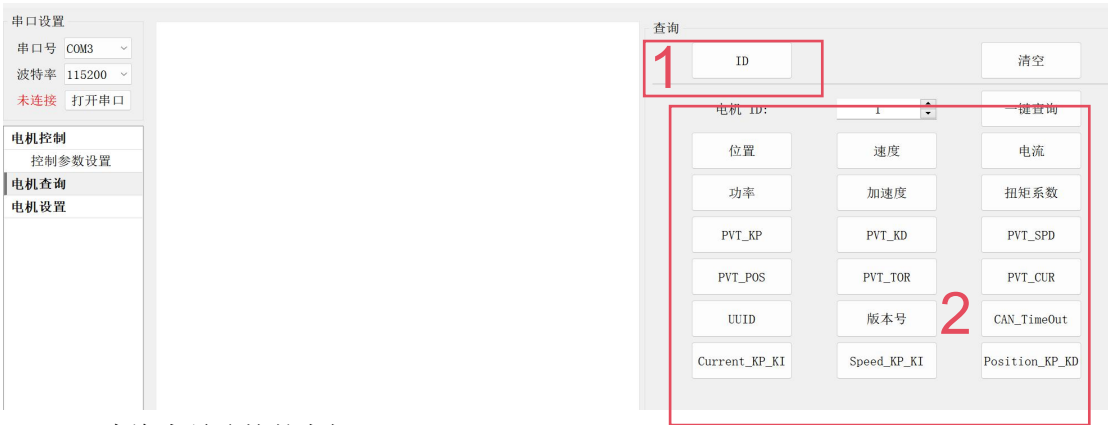 串口设置
串口号 COM3
波特率 115200
未连接 打开串口
电机控制
控制参数设置
电机查询
电机设置
查询
1 ID 清空
电机 ID: 1 一键查询
位置 速度 电流
功率 加速度 扭矩系数
PVT_KP PVT_KD PVT_SPD
PVT_POS PVT_TOR PVT_CUR
UUID 版本号 2 CAN_TimeOut
Current_KP_KI Speed_KP_KI Position_KP_KD